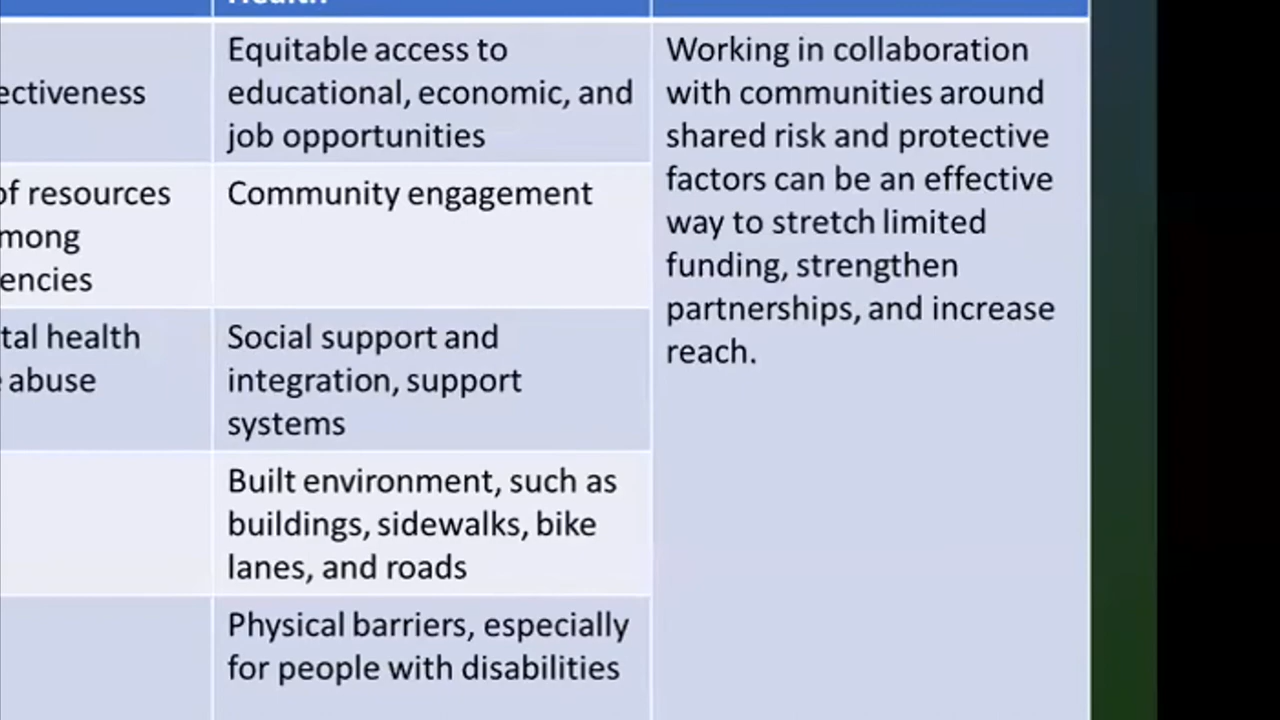 Health
Equitable access to
educational, economic, and
job opportunities
Working in collaboration
with communities around
shared risk and protective
factors can be an effective
way to stretch limited
funding, strengthen
partnerships, and increase
reach.
of resources
Community engagement
tal health
abuse
Social support and
integration, support
systems
Built environment, such as
buildings, sidewalks, bike
lanes, and roads
Physical barriers, especially
for people with disabilities